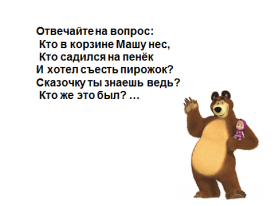 Отвечайте на вопрос:
Кто в корзине Машу нес,
Кто садился на пенёк
И хотел съесть пирожок?
Сказочку ты знаешь ведь?
Кто же это был? ...